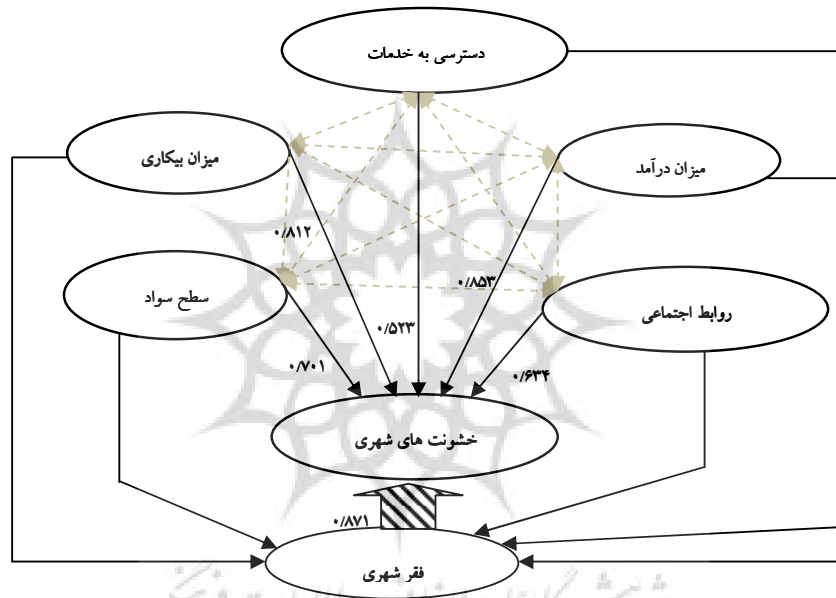 دسترسی به خدمات
میزان بیکاری
میزان درآمد
۰/۸۱۲
۰/۸۵۳
سطح سواد
روابط اجتماعی
۰/۵۲۳
۰/۷۰۱
۰/۶۳۴
خشونت های شهری
۰/۸۷۱
فقر شهری